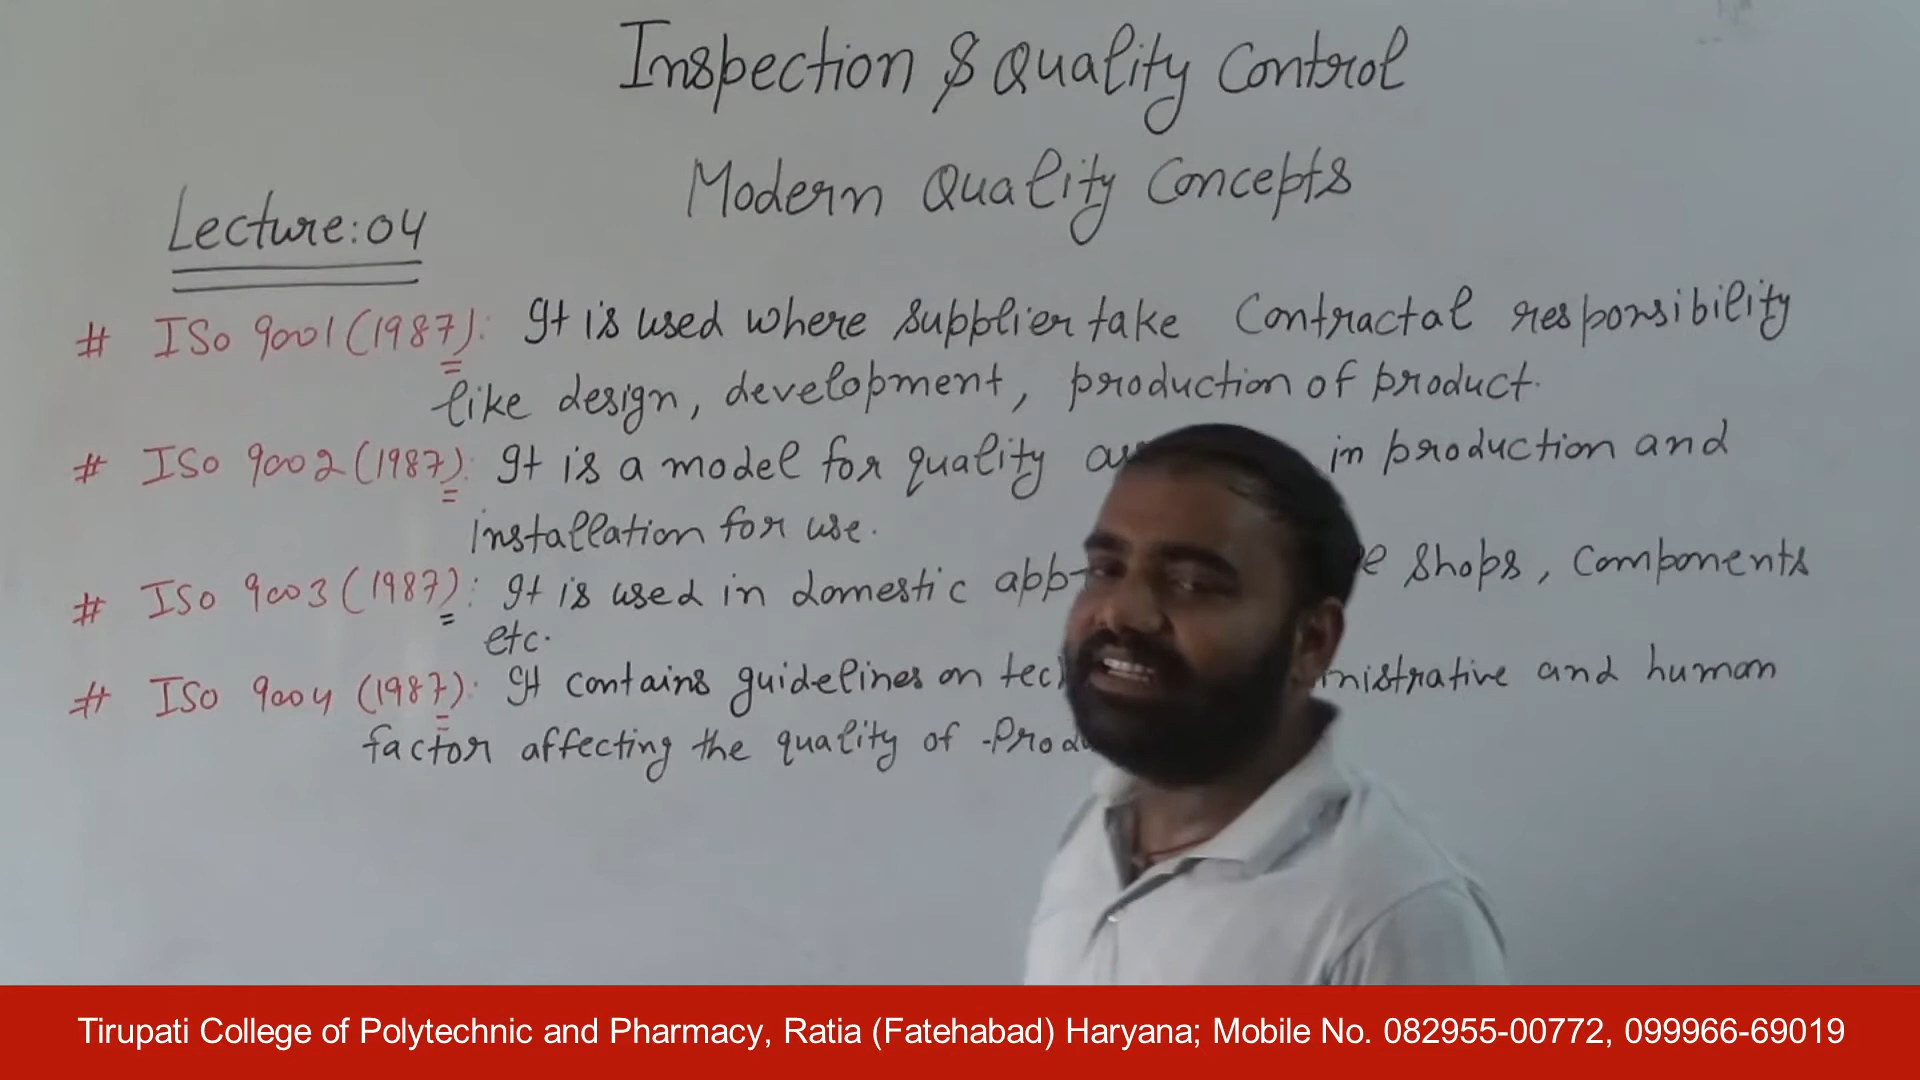 Inspection & Quality Control
Modern Quality Concepts
Lecture:04
# ISO 9001 (1987): It is used where supplier take Contractal responsibility
like design, development, production of product.
# ISO 9002 (1987): It is a model for quality in production and
installation for use.
# ISO 9003 (1987): It is used in domestic shops, Components
etc.
# ISO 9004 (1987): It contains guidelines on and human
factor affecting the quality of
Tirupati College of Polytechnic and Pharmacy, Ratia (Fatehabad) Haryana; Mobile No. 082955-00772, 099966-69019